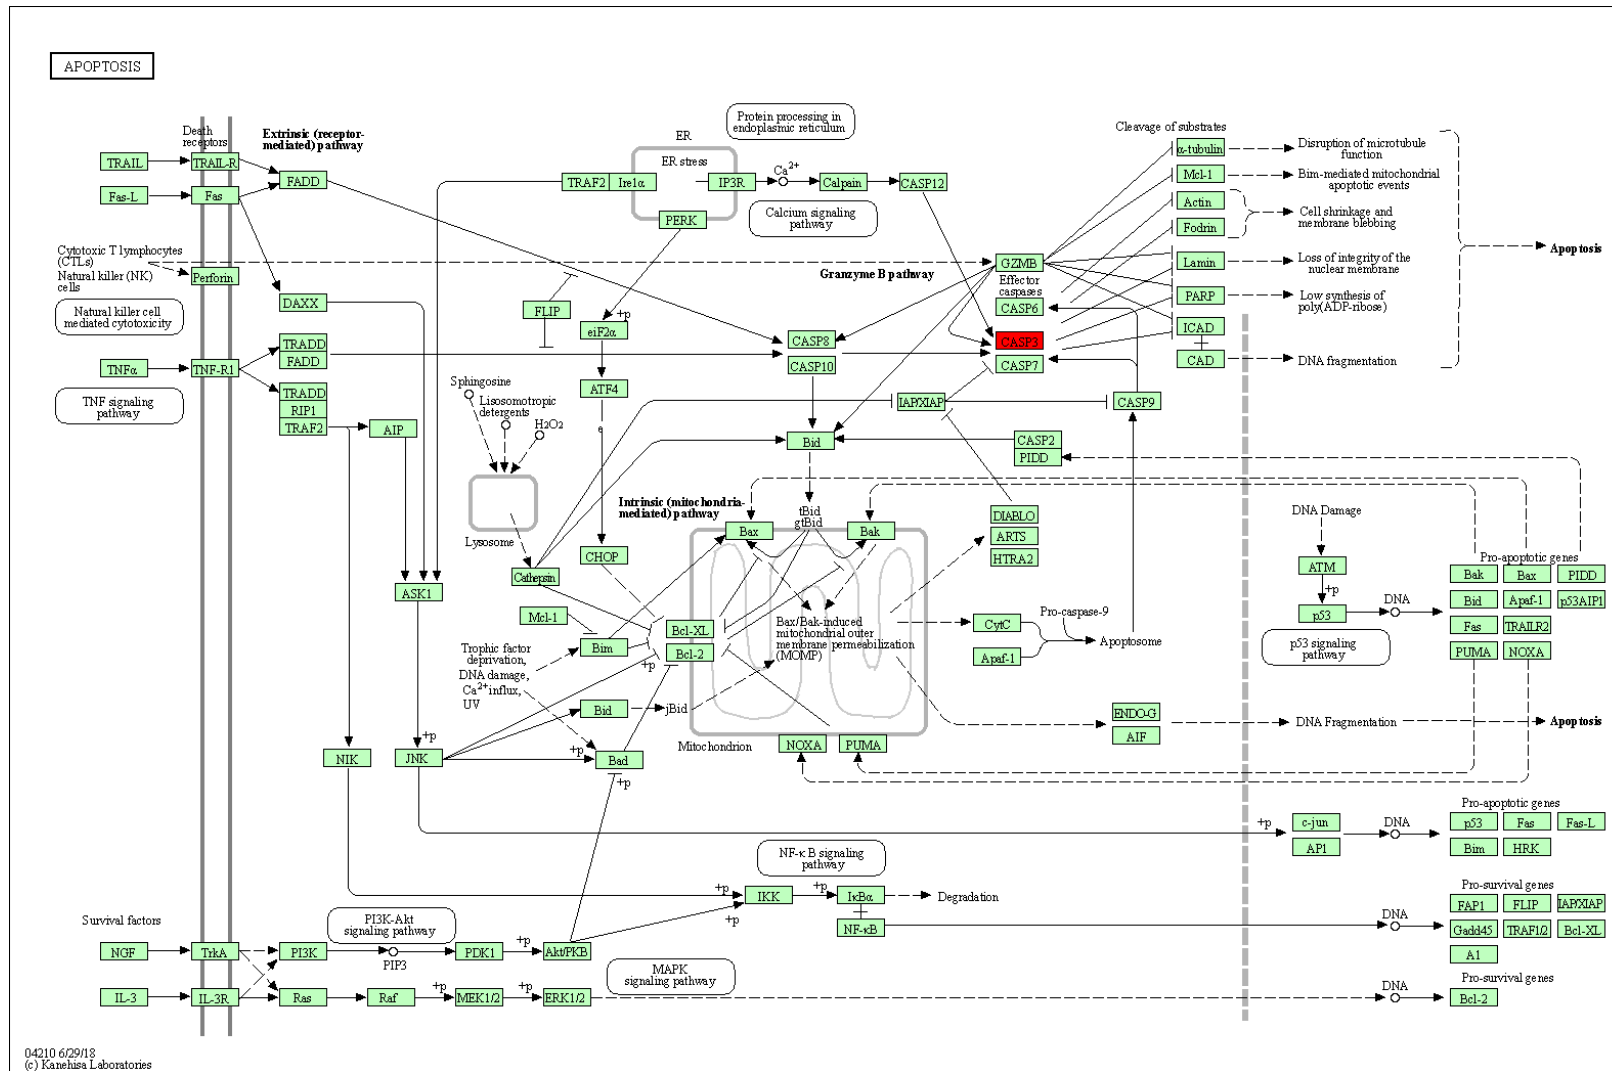 APOPTOSIS
Death
receptors
Extrinsic (receptor-
mediated) pathway
ER
Protein processing in
endoplasmic reticulum
Cleavage of substrates
TRAIL
TRAIL-R
FADD
Fas-L
Fas
ER stress
TRAF2
Ire1α
IP3R
Ca2+
Calpain
CASP12
PERK
Calcium signaling
pathway
α-tubulin
Disruption of microtubule
function
Mcl-1
Bim-mediated mitochondrial
apoptotic events
Actin
Fodrin
Cell shrinkage and
membrane blebbing
Apoptosis
Lamin
Loss of integrity of the
nuclear membrane
PARP
Low synthesis of
poly(ADP-ribose)
ICAD
CAD
DNA fragmentation
Cytotoxic T lymphocytes
(CTLs)
Natural killer (NK)
cells
Perforin
Natural killer cell
mediated cytotoxicity
DAXX
Granzyme B pathway
GZMB
Effector
caspases
CASP6
CASP3
CASP7
FLIP
+p
eiF2α
CASP8
CASP10
TNFα
TNF-R1
TRADD
FADD
TRADD
RIP1
TRAF2
TNF signaling
pathway
AIP
Sphingosine
Lisosomotropic
detergents
H2O2
ATF4
e
IAP/XIAP
CASP9
Bid
CASP2
PIDD
Intrinsic (mitochondria-
mediated) pathway
tBid
gtBid
Bax
Bak
Lysosome
CHOP
Cathepsin
DIABLO
ARTS
HTRA2
DNA Damage
ATM
+p
p53
DNA
p53 signaling
pathway
Pro-apoptotic genes
Bak
Bax
PIDD
Bid
Apaf-1
p53AIP1
Fas
TRAILR2
PUMA
NOXA
ASK1
Mcl-1
Bim
Bcl-XL
Bcl-2
+p
Bax/Bak-induced
mitochondrial outer
membrane permeabilization
(MOMP)
CytC
Apaf-1
Pro-caspase-9
Apoptosome
Trophic factor
deprivation,
DNA damage,
Ca2+ influx,
UV
Bid
jBid
Mitochondrion
NOXA
PUMA
ENDO-G
AIF
DNA Fragmentation
Apoptosis
NIK
+p
JNK
+p
Bad
+p
+p
c-jun
AP1
DNA
Pro-apoptotic genes
p53
Fas
Fas-L
Bim
HRK
NF-κB signaling
pathway
+p
IKK
+p
+p
IκBα
NF-κB
Degradation
DNA
Pro-survival genes
FAP1
FLIP
IAP/XIAP
Gadd45
TRAF1/2
Bcl-XL
A1
Survival factors
NGF
TrkA
PI3K
PI3K-Akt
signaling pathway
PIP3
PDK1
+p
Akt/PKB
MAPK
signaling pathway
IL-3
IL-3R
Ras
Raf
+p
MEK1/2
+p
ERK1/2
DNA
Pro-survival genes
Bcl-2
04210 6/29/18
(c) Kanehisa Laboratories